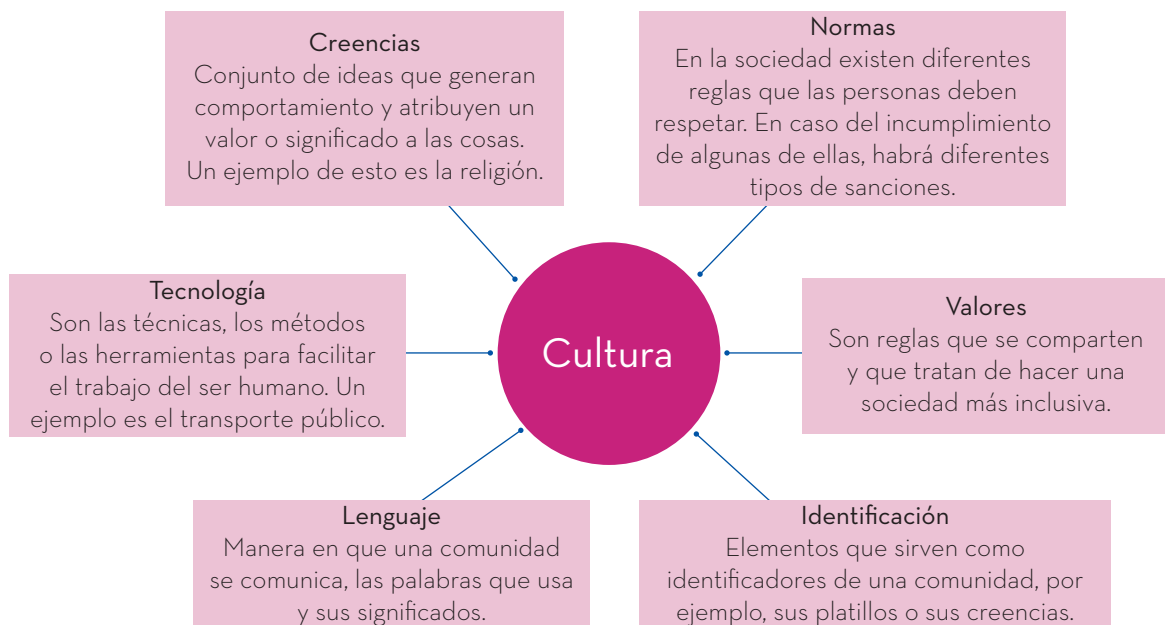 Creencias
Conjunto de ideas que generan
comportamiento y atribuyen un
valor o significado a las cosas.
Un ejemplo de esto es la religión.
Normas
En la sociedad existen diferentes
reglas que las personas deben
respetar. En caso del incumplimiento
de algunas de ellas, habrá diferentes
tipos de sanciones.
Tecnología
Son las técnicas, los métodos
o las herramientas para facilitar
el trabajo del ser humano. Un
ejemplo es el transporte público.
Cultura
Valores
Son reglas que se comparten
y que tratan de hacer una
sociedad más inclusiva.
Lenguaje
Manera en que una comunidad
se comunica, las palabras que usa
y sus significados.
Identificación
Elementos que sirven como
identificadores de una comunidad, por
ejemplo, sus platillos o sus creencias.